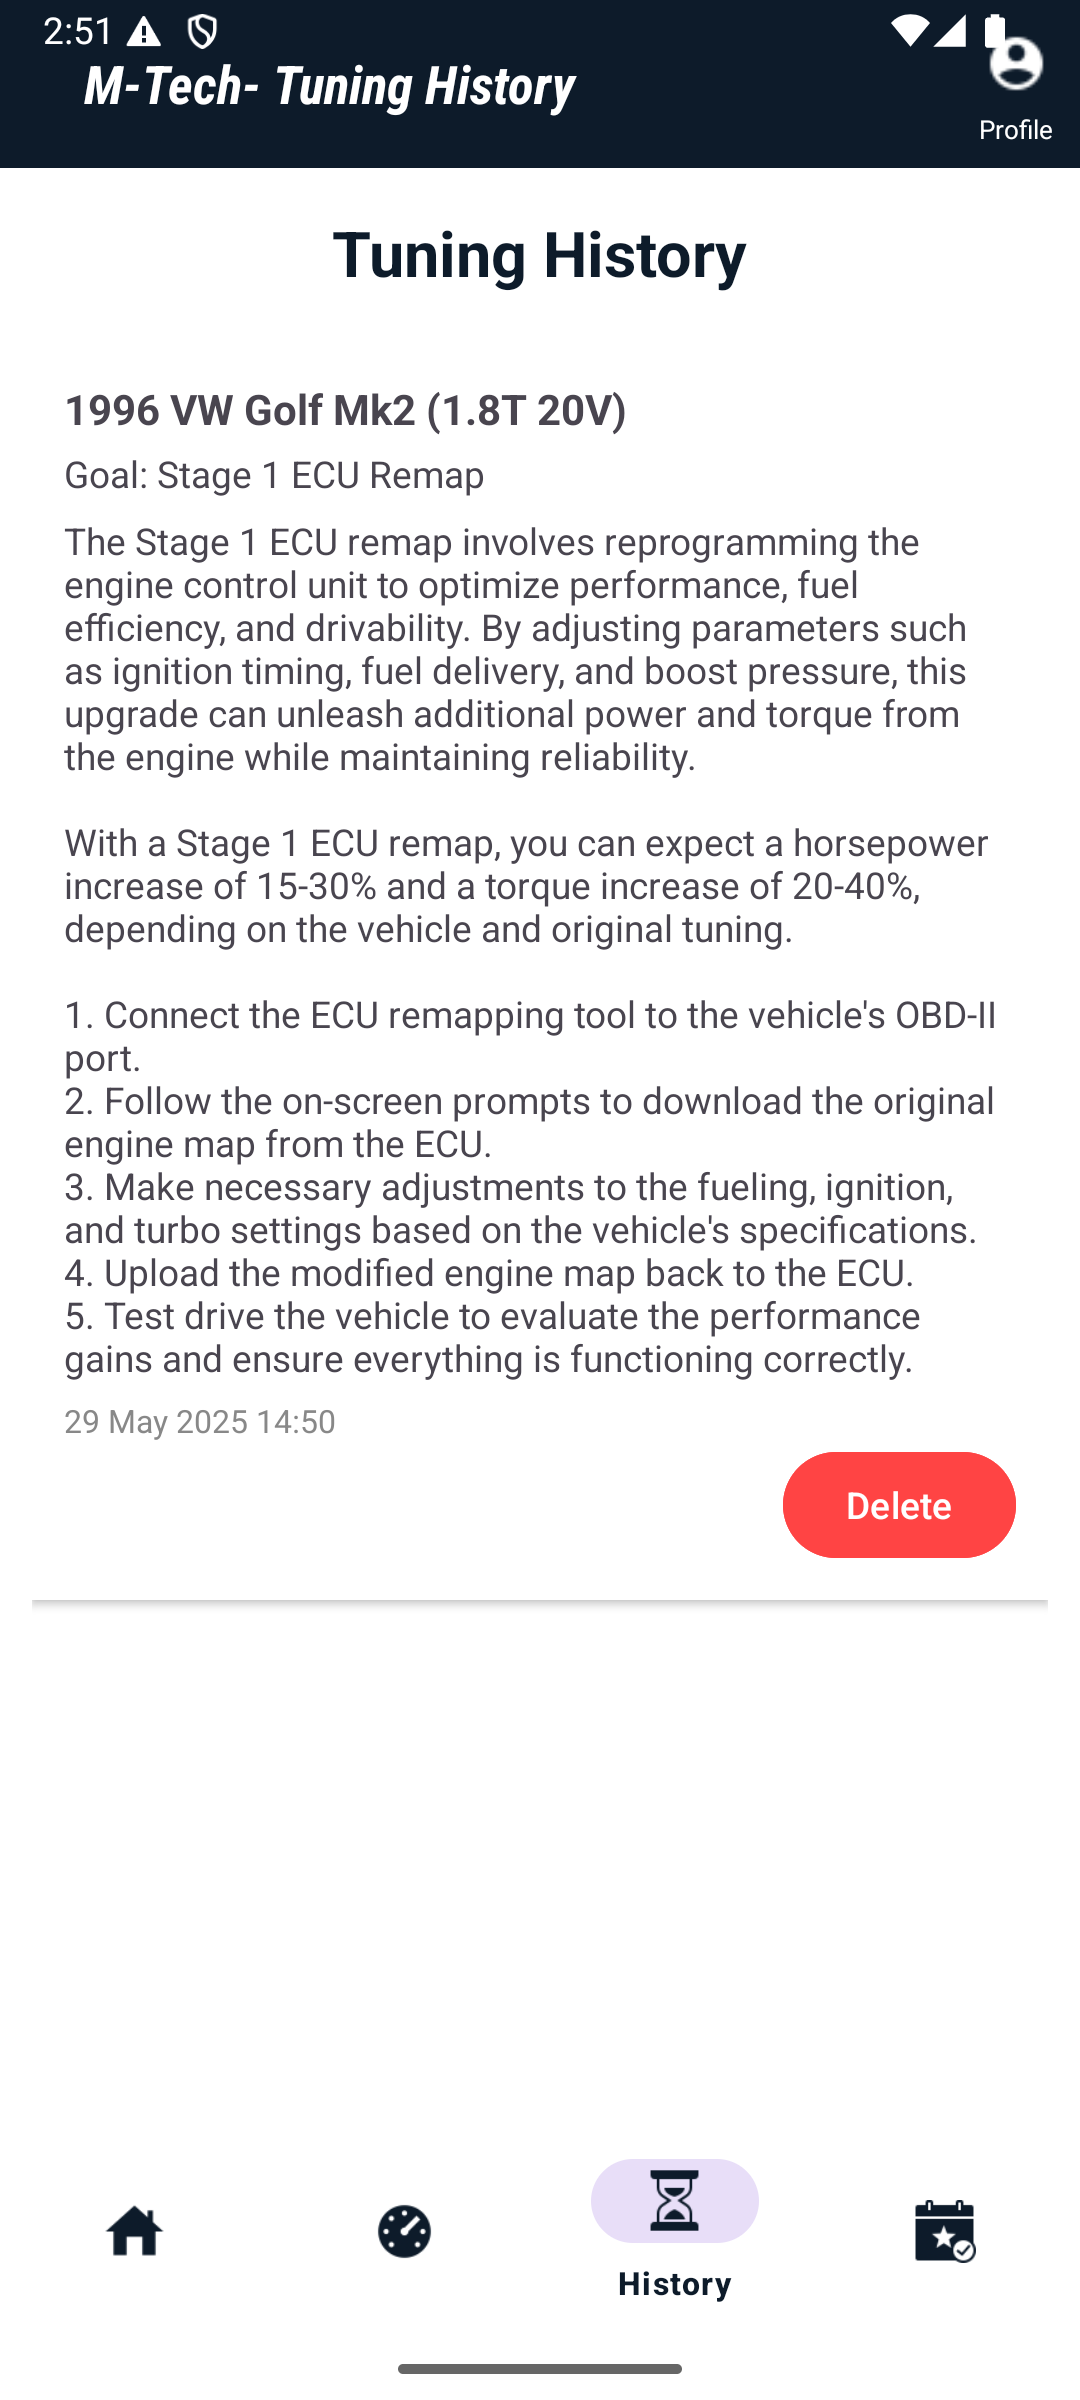 2:51
M-Tech- Tuning History
Profile
Tuning History
1996 VW Golf Mk2 (1.8T 20V)
Goal: Stage 1 ECU Remap
The Stage 1 ECU remap involves reprogramming the
engine control unit to optimize performance, fuel
efficiency, and drivability. By adjusting parameters such
as ignition timing, fuel delivery, and boost pressure, this
upgrade can unleash additional power and torque from
the engine while maintaining reliability.
With a Stage 1 ECU remap, you can expect a horsepower
increase of 15-30% and a torque increase of 20-40%,
depending on the vehicle and original tuning.
1. Connect the ECU remapping tool to the vehicle's OBD-II
port.
2. Follow the on-screen prompts to download the original
engine map from the ECU.
3. Make necessary adjustments to the fueling, ignition,
and turbo settings based on the vehicle's specifications.
4. Upload the modified engine map back to the ECU.
5. Test drive the vehicle to evaluate the performance
gains and ensure everything is functioning correctly.
29 May 2025 14:50
Delete
History